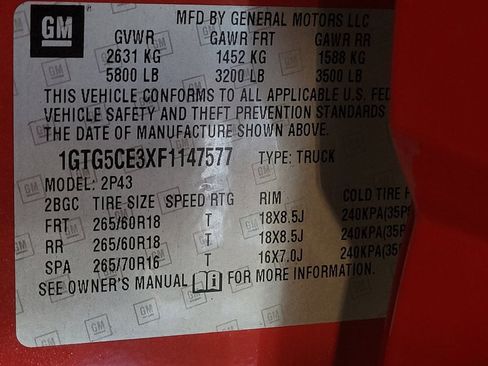 GM
MFD BY GENERAL MOTORS LLC
GVWR GAWR FRT GAWR RR
2631 KG 1452 KG 1588 KG
5800 LB 3200 LB 3500 LB
THIS VEHICLE CONFORMS TO ALL APPLICABLE U.S. FED
VEHICLE SAFETY AND THEFT PREVENTION STANDARDS
THE DATE OF MANUFACTURE SHOWN ABOVE.
1GTG5CE3XF1147577 TYPE: TRUCK
MODEL: 2P43
2BGC TIRE SIZE SPEED RTG RIM COLD TIRE
FRT 265/60R18 T 18X8.5J 240KPA(35P
RR 265/60R18 T 18X8.5J 240KPA(35P
SPA 265/70R16 T 16X7.0J 240KPA(35P
SEE OWNER'S MANUAL FOR MORE INFORMATION.